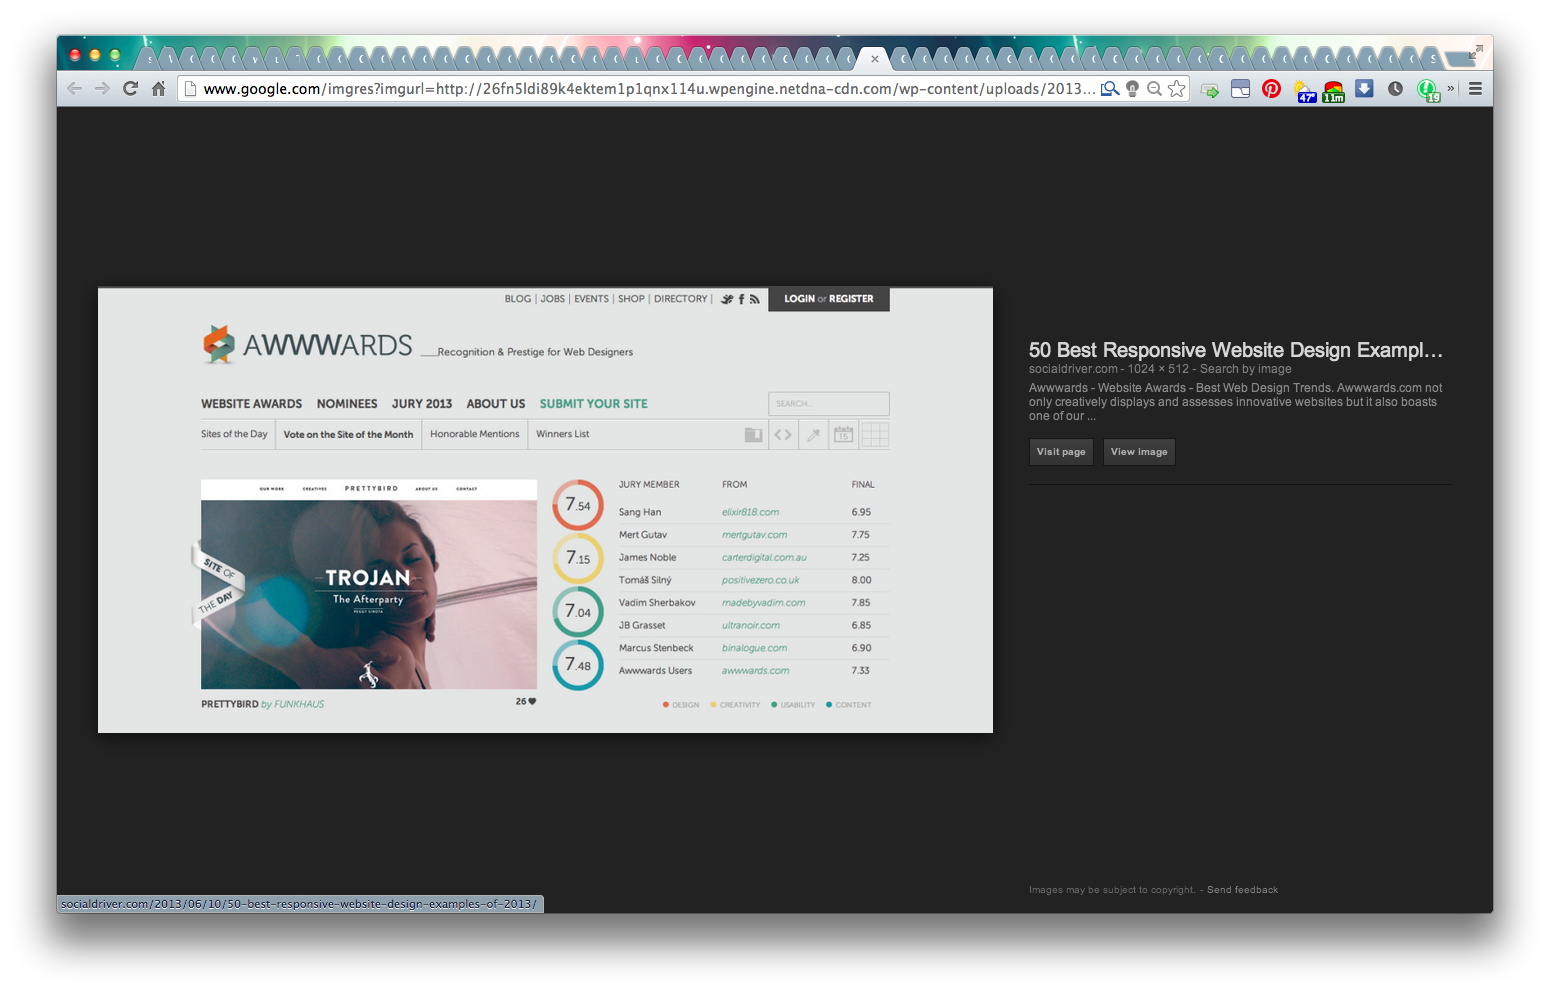 www.google.com/imgres?imgurl=http://26fn5ldi89k4ektem1p1qnx114u.wpengine.netdna-cdn.com/wp-content/uploads/2013...
47°
11m
19
»
BLOG | JOBS | EVENTS | SHOP | DIRECTORY |
LOGIN or REGISTER
AWWWARDS
Recognition & Prestige for Web Designers
WEBSITE AWARDS NOMINEES JURY 2013 ABOUT US SUBMIT YOUR SITE
SEARCH...
Sites of the Day
Vote on the Site of the Month
Honorable Mentions
Winners List
15
OUR WORK CREATIVES PRETTYBIRD ABOUT US CONTACT
SITE OF
THE DAY
TROJAN
The Afterparty
PEGGY SIROTA
PRETTYBIRD by FUNKHAUS
26
7.54
7.15
7.04
7.48
JURY MEMBER FROM FINAL
Sang Han elixir818.com 6.95
Mert Gutav mertgutav.com 7.75
James Noble carterdigital.com.au 7.25
Tomáš Silný positivezero.co.uk 8.00
Vadim Sherbakov madebyvadim.com 7.85
JB Grasset ultranoir.com 6.85
Marcus Stenbeck binalogue.com 6.90
Awwwards Users awwwards.com 7.33
DESIGN CREATIVITY USABILITY CONTENT
50 Best Responsive Website Design Exampl...
socialdriver.com - 1024 × 512 - Search by image
Awwwards - Website Awards - Best Web Design Trends. Awwwards.com not
only creatively displays and assesses innovative websites but it also boasts
one of our ...
Visit page
View image
Images may be subject to copyright. - Send feedback
socialdriver.com/2013/06/10/50-best-responsive-website-design-examples-of-2013/